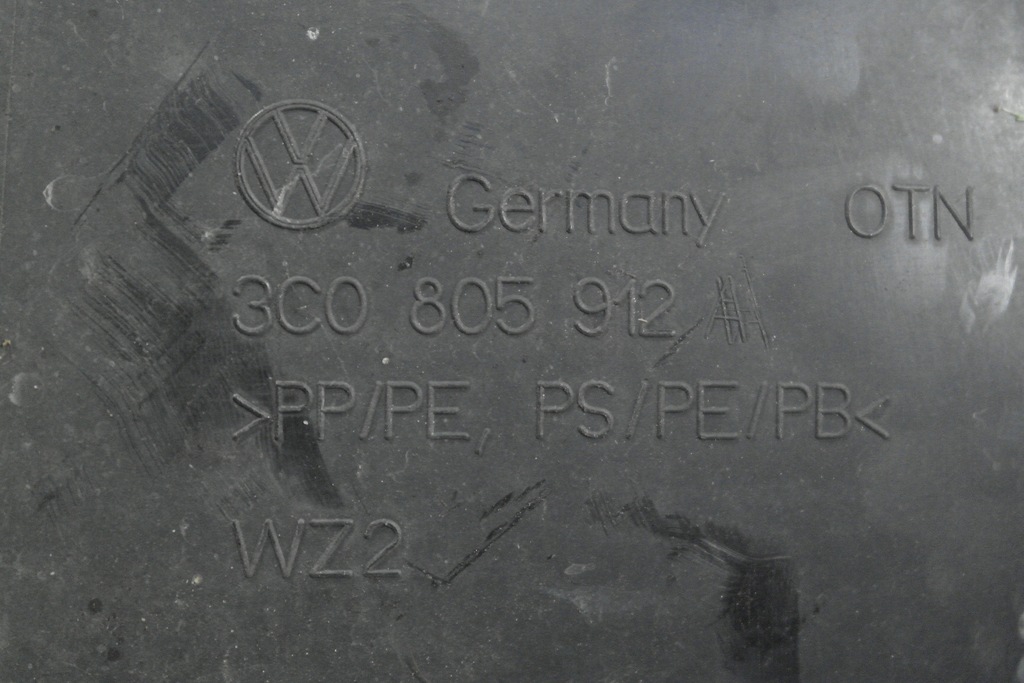 Germany OTN
3C0 805 912
>PP/PE, PS/PE/PB<
WZ2